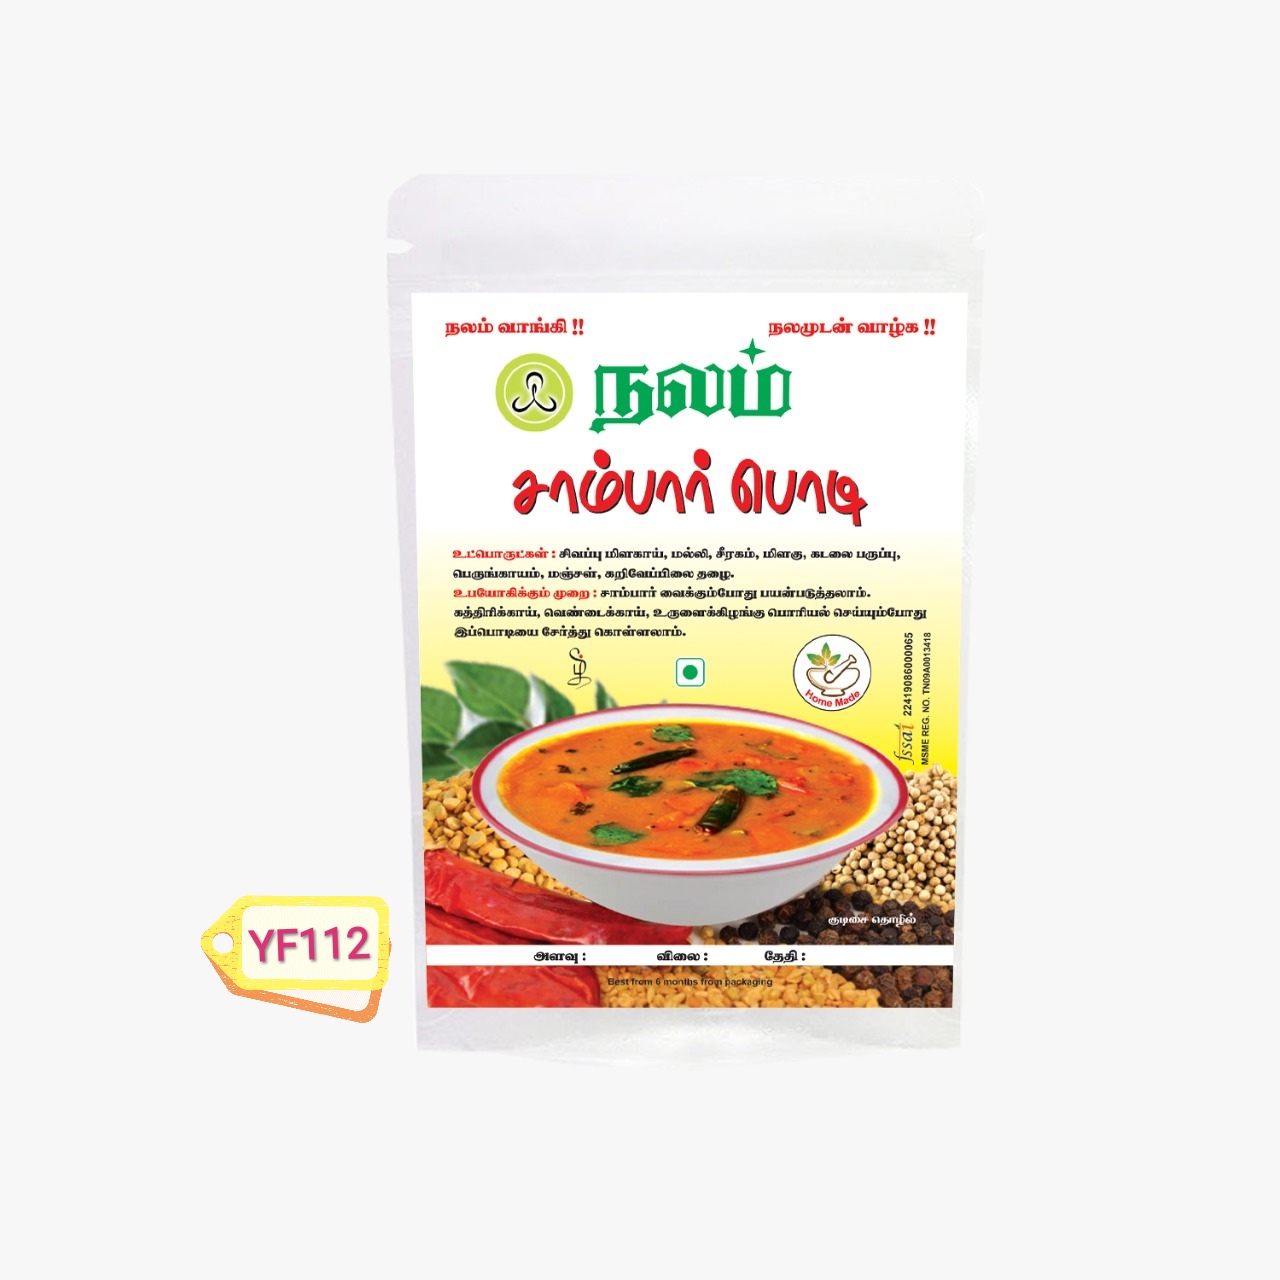 நலம் வாங்கி !! நலமுடன் வாழ்க !!
நலம்
சாம்பார் பொடி
உட்பொருட்கள் : சிவப்பு மிளகாய், மல்லி, சீரகம், மிளகு, கடலை பருப்பு,
பெருங்காயம், மஞ்சள், கறிவேப்பிலை தழை.
உபயோகிக்கும் முறை : சாம்பார் வைக்கும்போது பயன்படுத்தலாம்.
கத்திரிக்காய், வெண்டைக்காய், உருளைக்கிழங்கு பொரியல் செய்யும்போது
இப்பொடியை சேர்த்து கொள்ளலாம்.
Home Made
fssai 22419086000065
MSME REG. NO. TN09A0013418
குடிசை தொழில்
YF112
அளவு : விலை : தேதி :
Best from 6 months from packaging